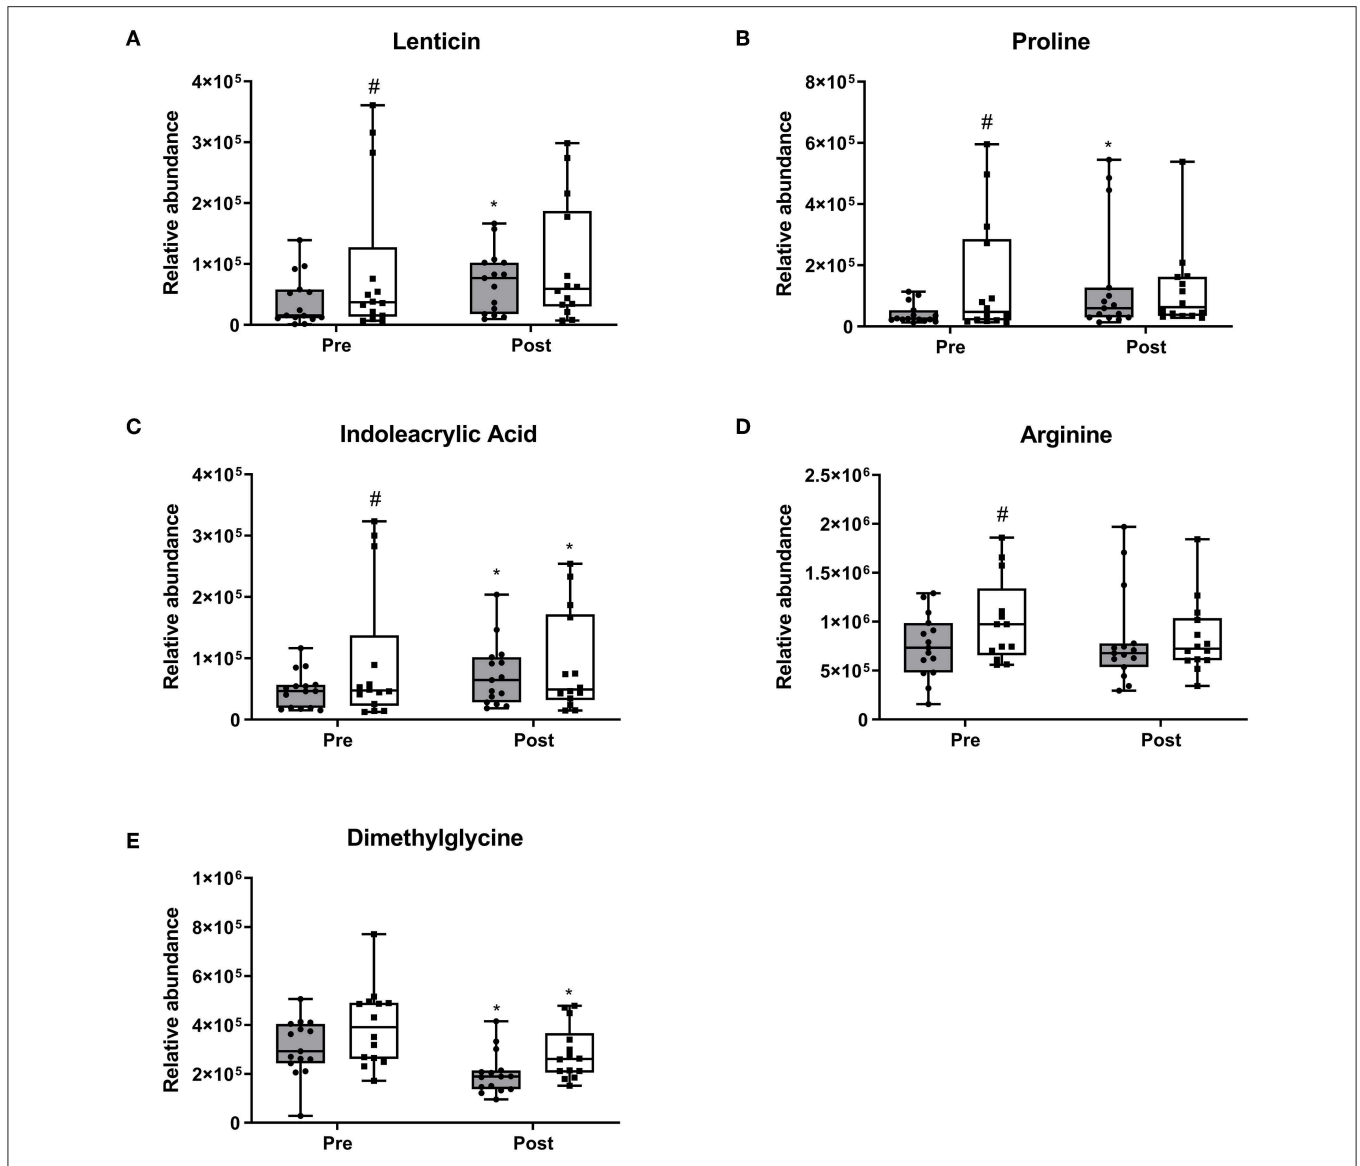 A
Lenticin
#
*
4×10⁵
3×10⁵
2×10⁵
1×10⁵
0
Relative abundance
Pre
Post
B
Proline
#
*
8×10⁵
6×10⁵
4×10⁵
2×10⁵
0
Relative abundance
Pre
Post
C
Indoleacrylic Acid
#
*
*
4×10⁵
3×10⁵
2×10⁵
1×10⁵
0
Relative abundance
Pre
Post
D
Arginine
#
2.5×10⁶
2×10⁶
1.5×10⁶
1×10⁶
5×10⁵
0
Relative abundance
Pre
Post
E
Dimethylglycine
*
*
1×10⁶
8×10⁵
6×10⁵
4×10⁵
2×10⁵
0
Relative abundance
Pre
Post